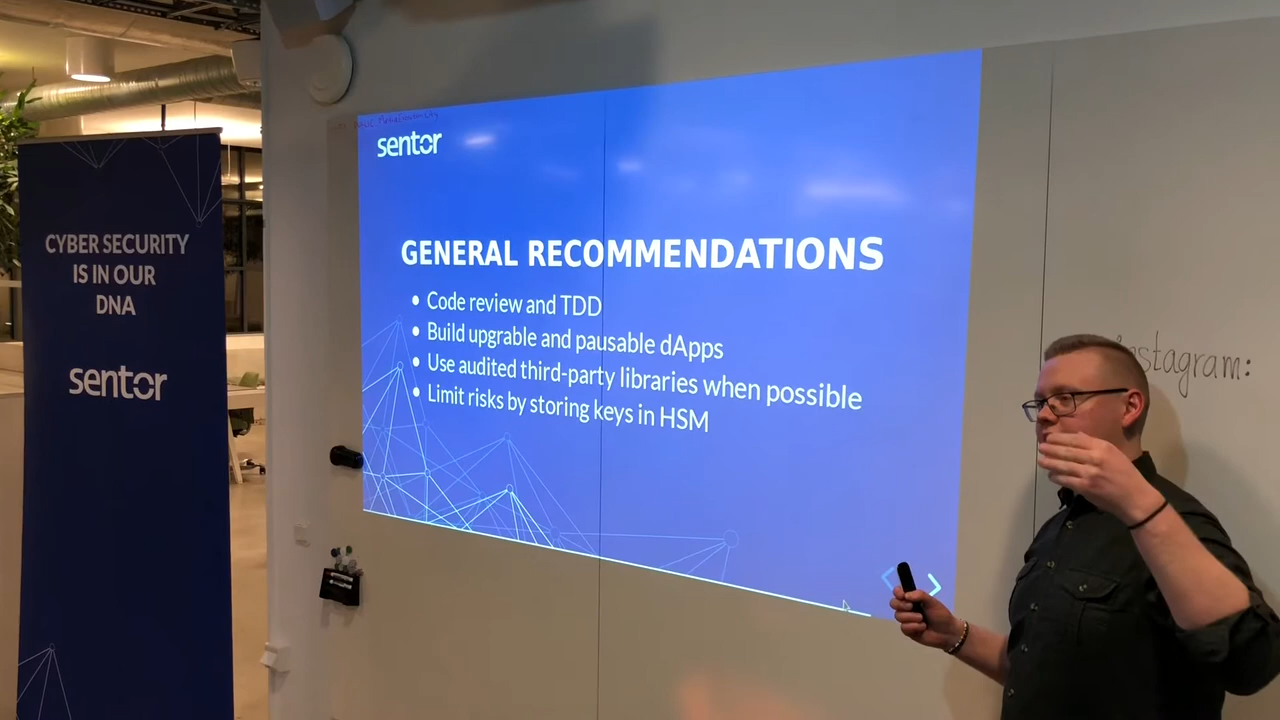 CYBER SECURITY
IS IN OUR
DNA
sentor
sentor
GENERAL RECOMMENDATIONS
• Code review and TDD
• Build upgrable and pausable dApps
• Use audited third-party libraries when possible
• Limit risks by storing keys in HSM
instagram: